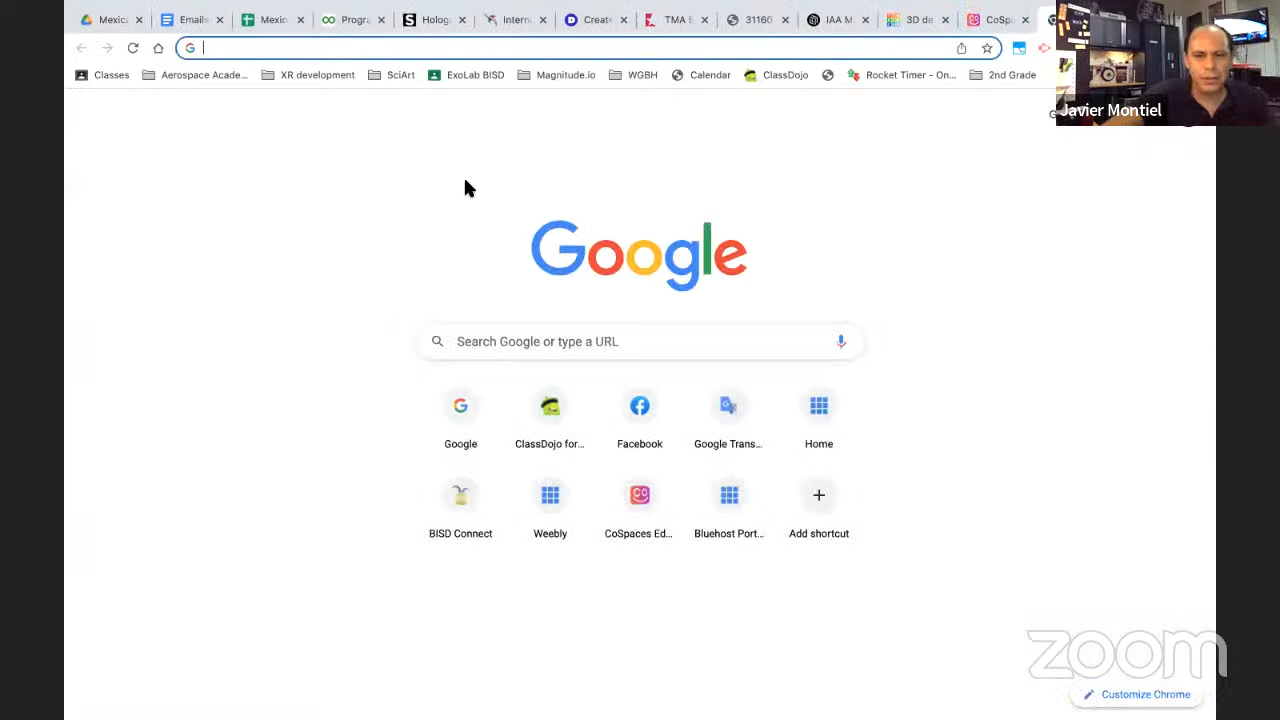 Mexica
Emails
Mexic
Progra
Holog
Intern
Create
TMA E
31160
IAA M
3D de
CoSp
Classes
Aerospace Acade...
XR development
SciArt
ExoLab BISD
Magnitude.io
WGBH
Calendar
ClassDojo
Rocket Timer - On...
2nd Grade
Javier Montiel
Google
Search Google or type a URL
Google
ClassDojo for...
Facebook
Google Trans...
Home
BISD Connect
Weebly
CoSpaces Ed...
Bluehost Port...
Add shortcut
zoom
Customize Chrome